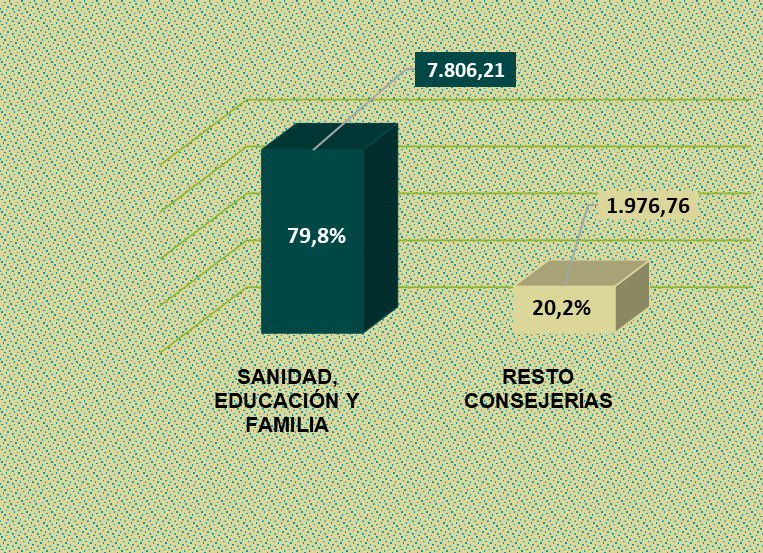 7.806,21
1.976,76
79,8%
20,2%
SANIDAD,
EDUCACIÓN Y
FAMILIA
RESTO
CONSEJERÍAS